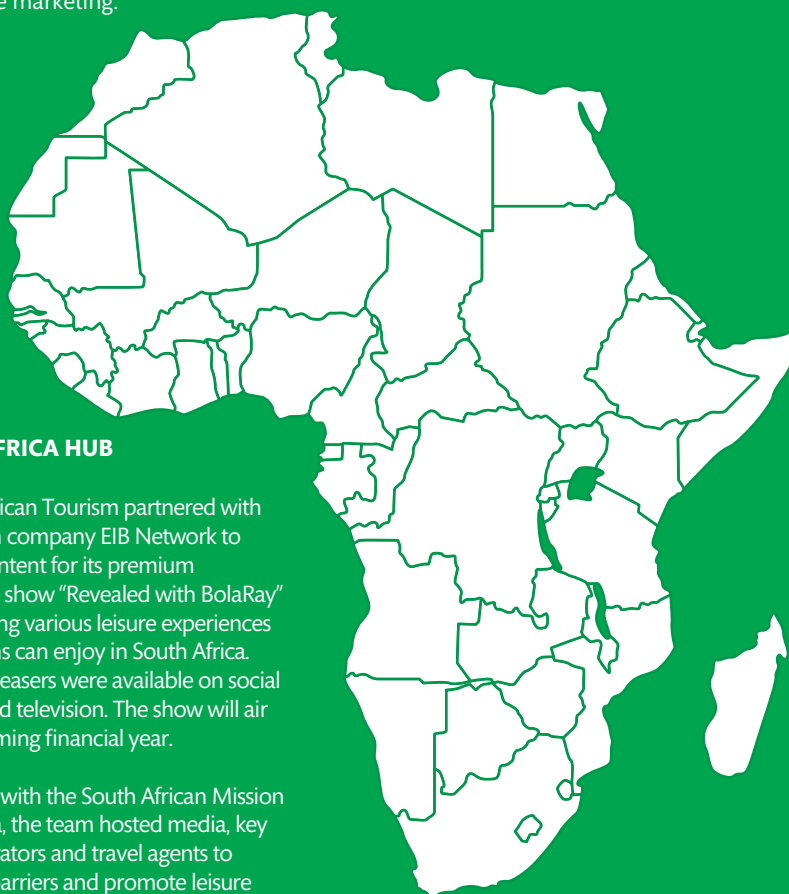 e marketing.
FRICA HUB
ican Tourism partnered with
company EIB Network to
ntent for its premium
show “Revealed with BolaRay”
ng various leisure experiences
ns can enjoy in South Africa.
easers were available on social
d television. The show will air
ming financial year.
with the South African Mission
, the team hosted media, key
rators and travel agents to
arriers and promote leisure